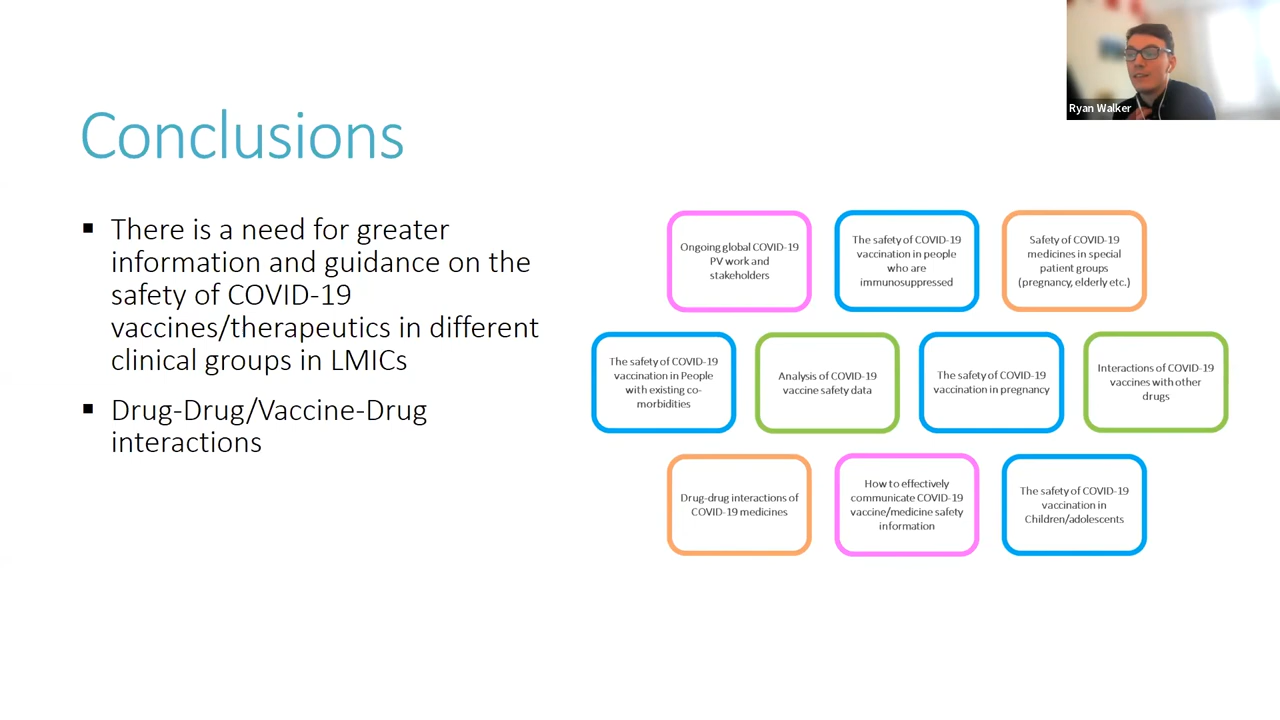 Ryan Walker
Conclusions
▪ There is a need for greater
information and guidance on the
safety of COVID-19
vaccines/therapeutics in different
clinical groups in LMICs
▪ Drug-Drug/Vaccine-Drug
interactions
Ongoing global COVID-19
PV work and
stakeholders
The safety of COVID-19
vaccination in people
who are
immunosuppressed
Safety of COVID-19
medicines in special
patient groups
(pregnancy, elderly etc.)
The safety of COVID-19
vaccination in People
with existing co-
morbidities
Analysis of COVID-19
vaccine safety data
The safety of COVID-19
vaccination in pregnancy
Interactions of COVID-19
vaccines with other
drugs
Drug-drug interactions of
COVID-19 medicines
How to effectively
communicate COVID-19
vaccine/medicine safety
information
The safety of COVID-19
vaccination in
Children/adolescents